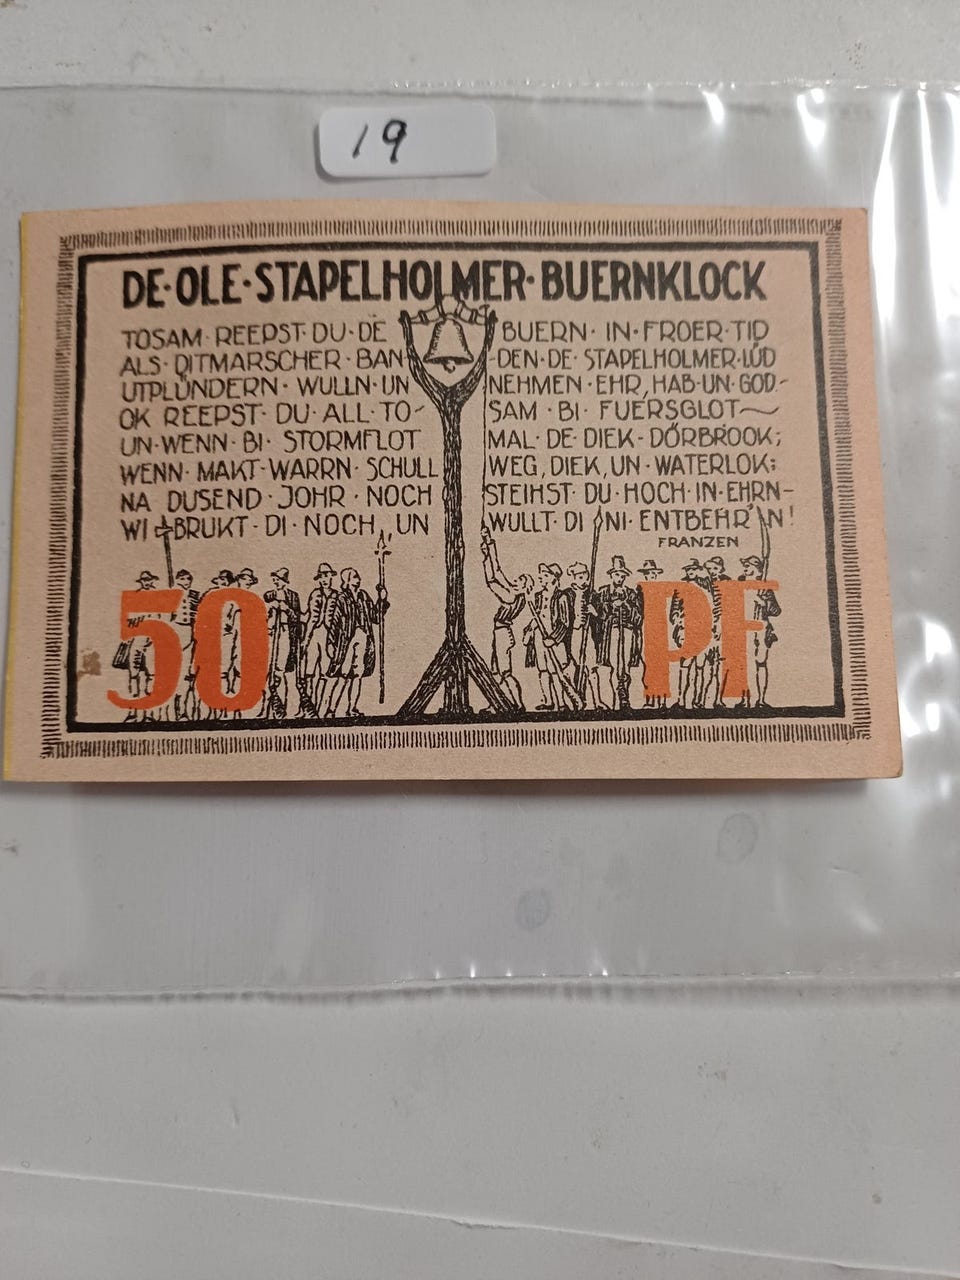 19
DE·OLE·STAPELHOLMER·BUERNKLOCK
TOSAM·REEPST·DU·DE BUERN·IN·FROER·TID
ALS·DITMARSCHER·BAN-DEN·DE·STAPELHOLMER·LÜD
UTPLÜNDERN·WULLN·UN NEHMEN·EHR, HAB·UN·GOD-
OK REEPST·DU·ALL·TO- SAM·BI·FUERSGLOT
UN·WENN·BI·STORMFLOT MAL·DE·DIEK·DÖRBROOK;
WENN·MAKT·WARRN·SCHULL WEG, DIEK, UN·WATERLOK;
NA DUSEND·JOHR·NOCH STEIHST·DU·HOCH·IN·EHRN-
WI BRUKT·DI·NOCH, UN WULLT·DI NI·ENTBEHR'N!
FRANZEN
50 PF